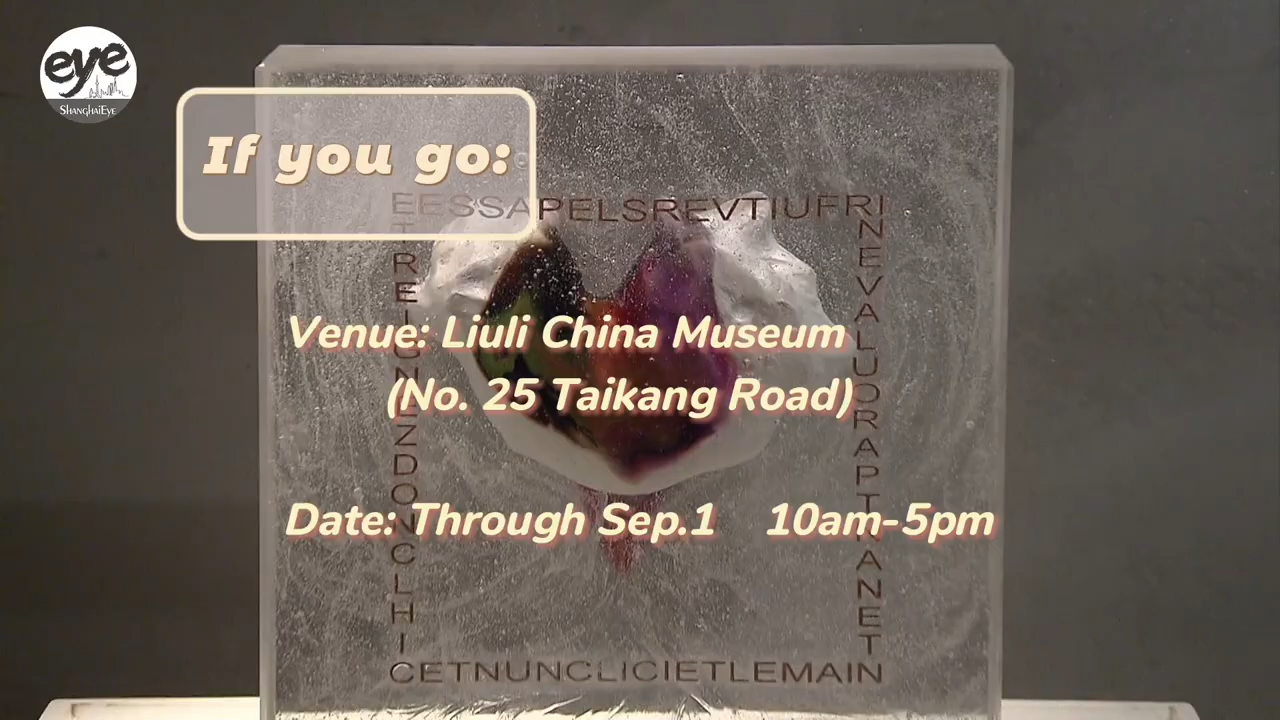 eye
SHANGHAIEYE
If you go:
EESSAPELSREVTIUFRI
NEVALUORAPTRANETN
Venue: Liuli China Museum
(No. 25 Taikang Road)
Date: Through Sep.1 10am-5pm
CETNUNCLICIETLEMAIN